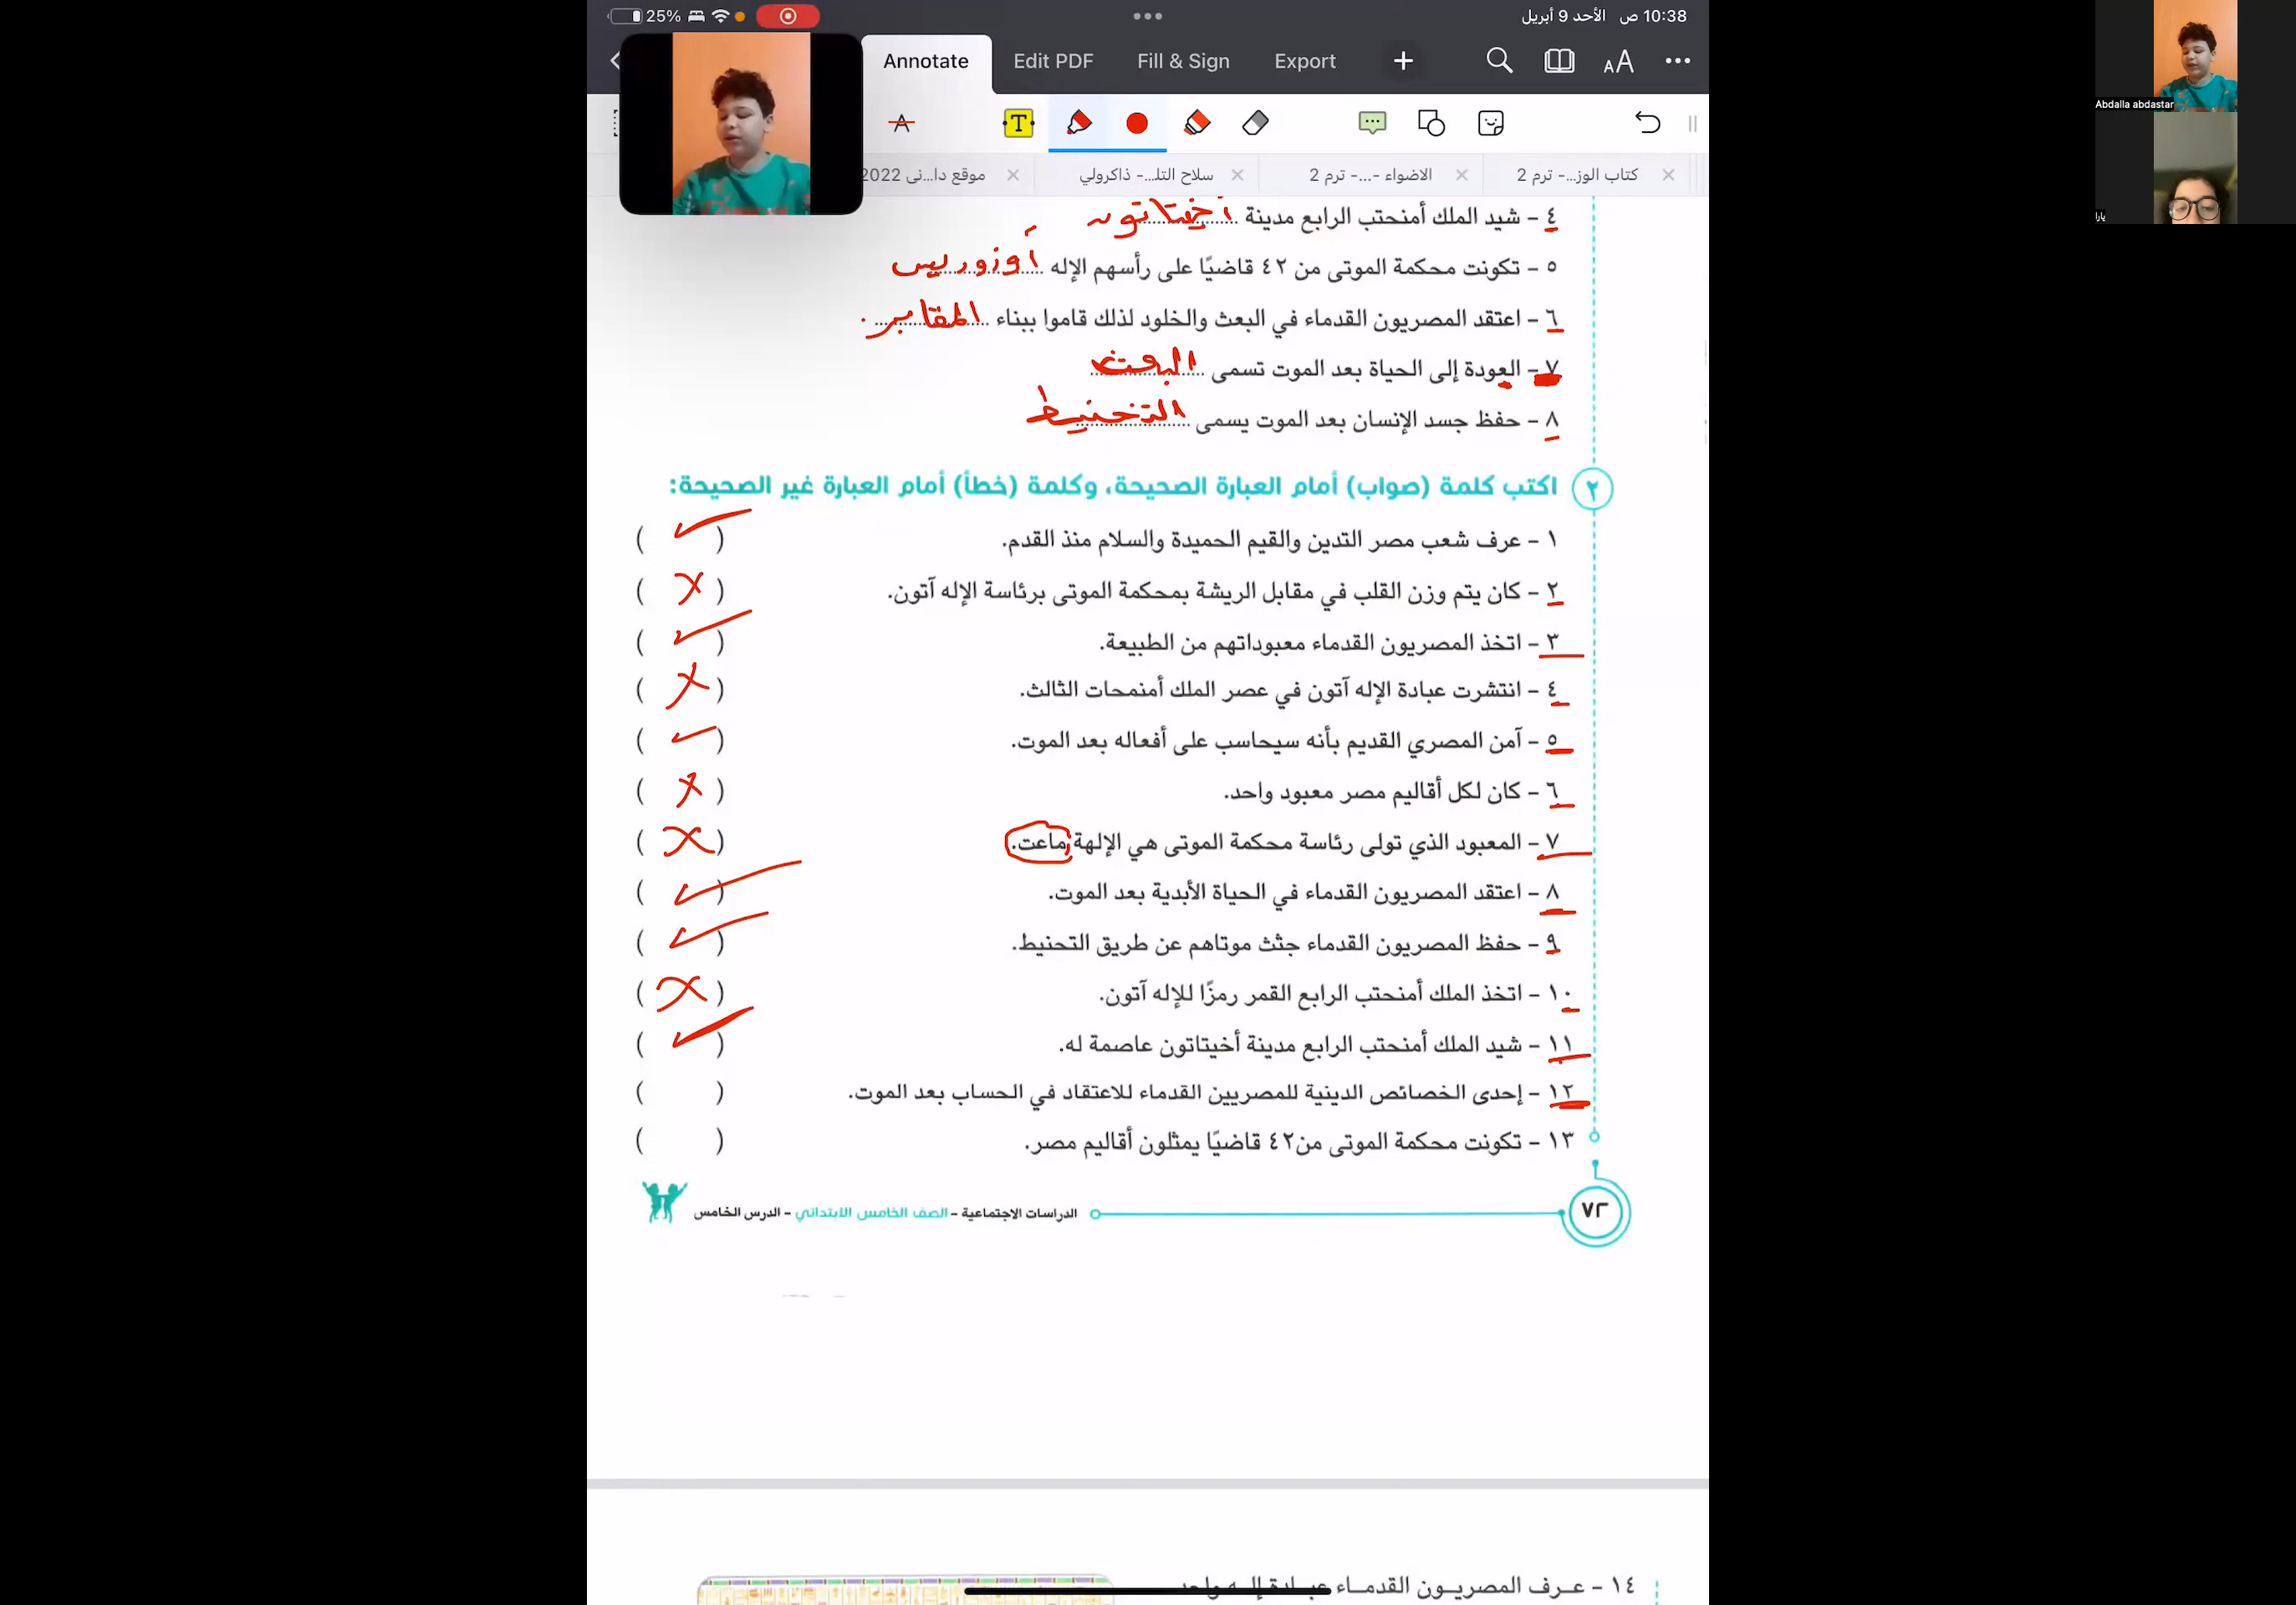 25%
10:38 ص الأحد 9 أبريل
Annotate Edit PDF Fill & Sign Export
Abdalla abdastar
يارا
كتاب الوز...- ترم 2
الاضواء -...- ترم 2
سلاح التلـ...- ذاكرولي
موقع دا...نى 2022
٤ - شيد الملك أمنحتب الرابع مدينة أخيتاتون
٥ - تكونت محكمة الموتى من ٤٢ قاضيًا على رأسهم الإله أوزوريس
٦ - اعتقد المصريون القدماء في البعث والخلود لذلك قاموا ببناء المقابر.
٧ - العودة إلى الحياة بعد الموت تسمى البعث
٨ - حفظ جسد الإنسان بعد الموت يسمى التحنيط
٢ اكتب كلمة (صواب) أمام العبارة الصحيحة، وكلمة (خطأ) أمام العبارة غير الصحيحة:
١ - عرف شعب مصر التدين والقيم الحميدة والسلام منذ القدم. ( ✓ )
٢ - كان يتم وزن القلب في مقابل الريشة بمحكمة الموتى برئاسة الإله آتون. ( x )
٣ - اتخذ المصريون القدماء معبوداتهم من الطبيعة. ( ✓ )
٤ - انتشرت عبادة الإله آتون في عصر الملك أمنمحات الثالث. ( x )
٥ - آمن المصري القديم بأنه سيحاسب على أفعاله بعد الموت. ( ✓ )
٦ - كان لكل أقاليم مصر معبود واحد. ( x )
٧ - المعبود الذي تولى رئاسة محكمة الموتى هي الإلهة ماعت. ( x )
٨ - اعتقد المصريون القدماء في الحياة الأبدية بعد الموت. ( ✓ )
٩ - حفظ المصريون القدماء جثث موتاهم عن طريق التحنيط. ( ✓ )
١٠ - اتخذ الملك أمنحتب الرابع القمر رمزًا للإله آتون. ( x )
١١ - شيد الملك أمنحتب الرابع مدينة أخيتاتون عاصمة له. ( ✓ )
١٢ - إحدى الخصائص الدينية للمصريين القدماء للاعتقاد في الحساب بعد الموت. ( )
١٣ - تكونت محكمة الموتى من٤٢ قاضيًا يمثلون أقاليم مصر. ( )
٧٢ الدراسات الاجتماعية - الصف الخامس الابتدائي - الدرس الخامس
١٤ - عـرف المصريـون القدمـاء عبـادة إلـه واحد